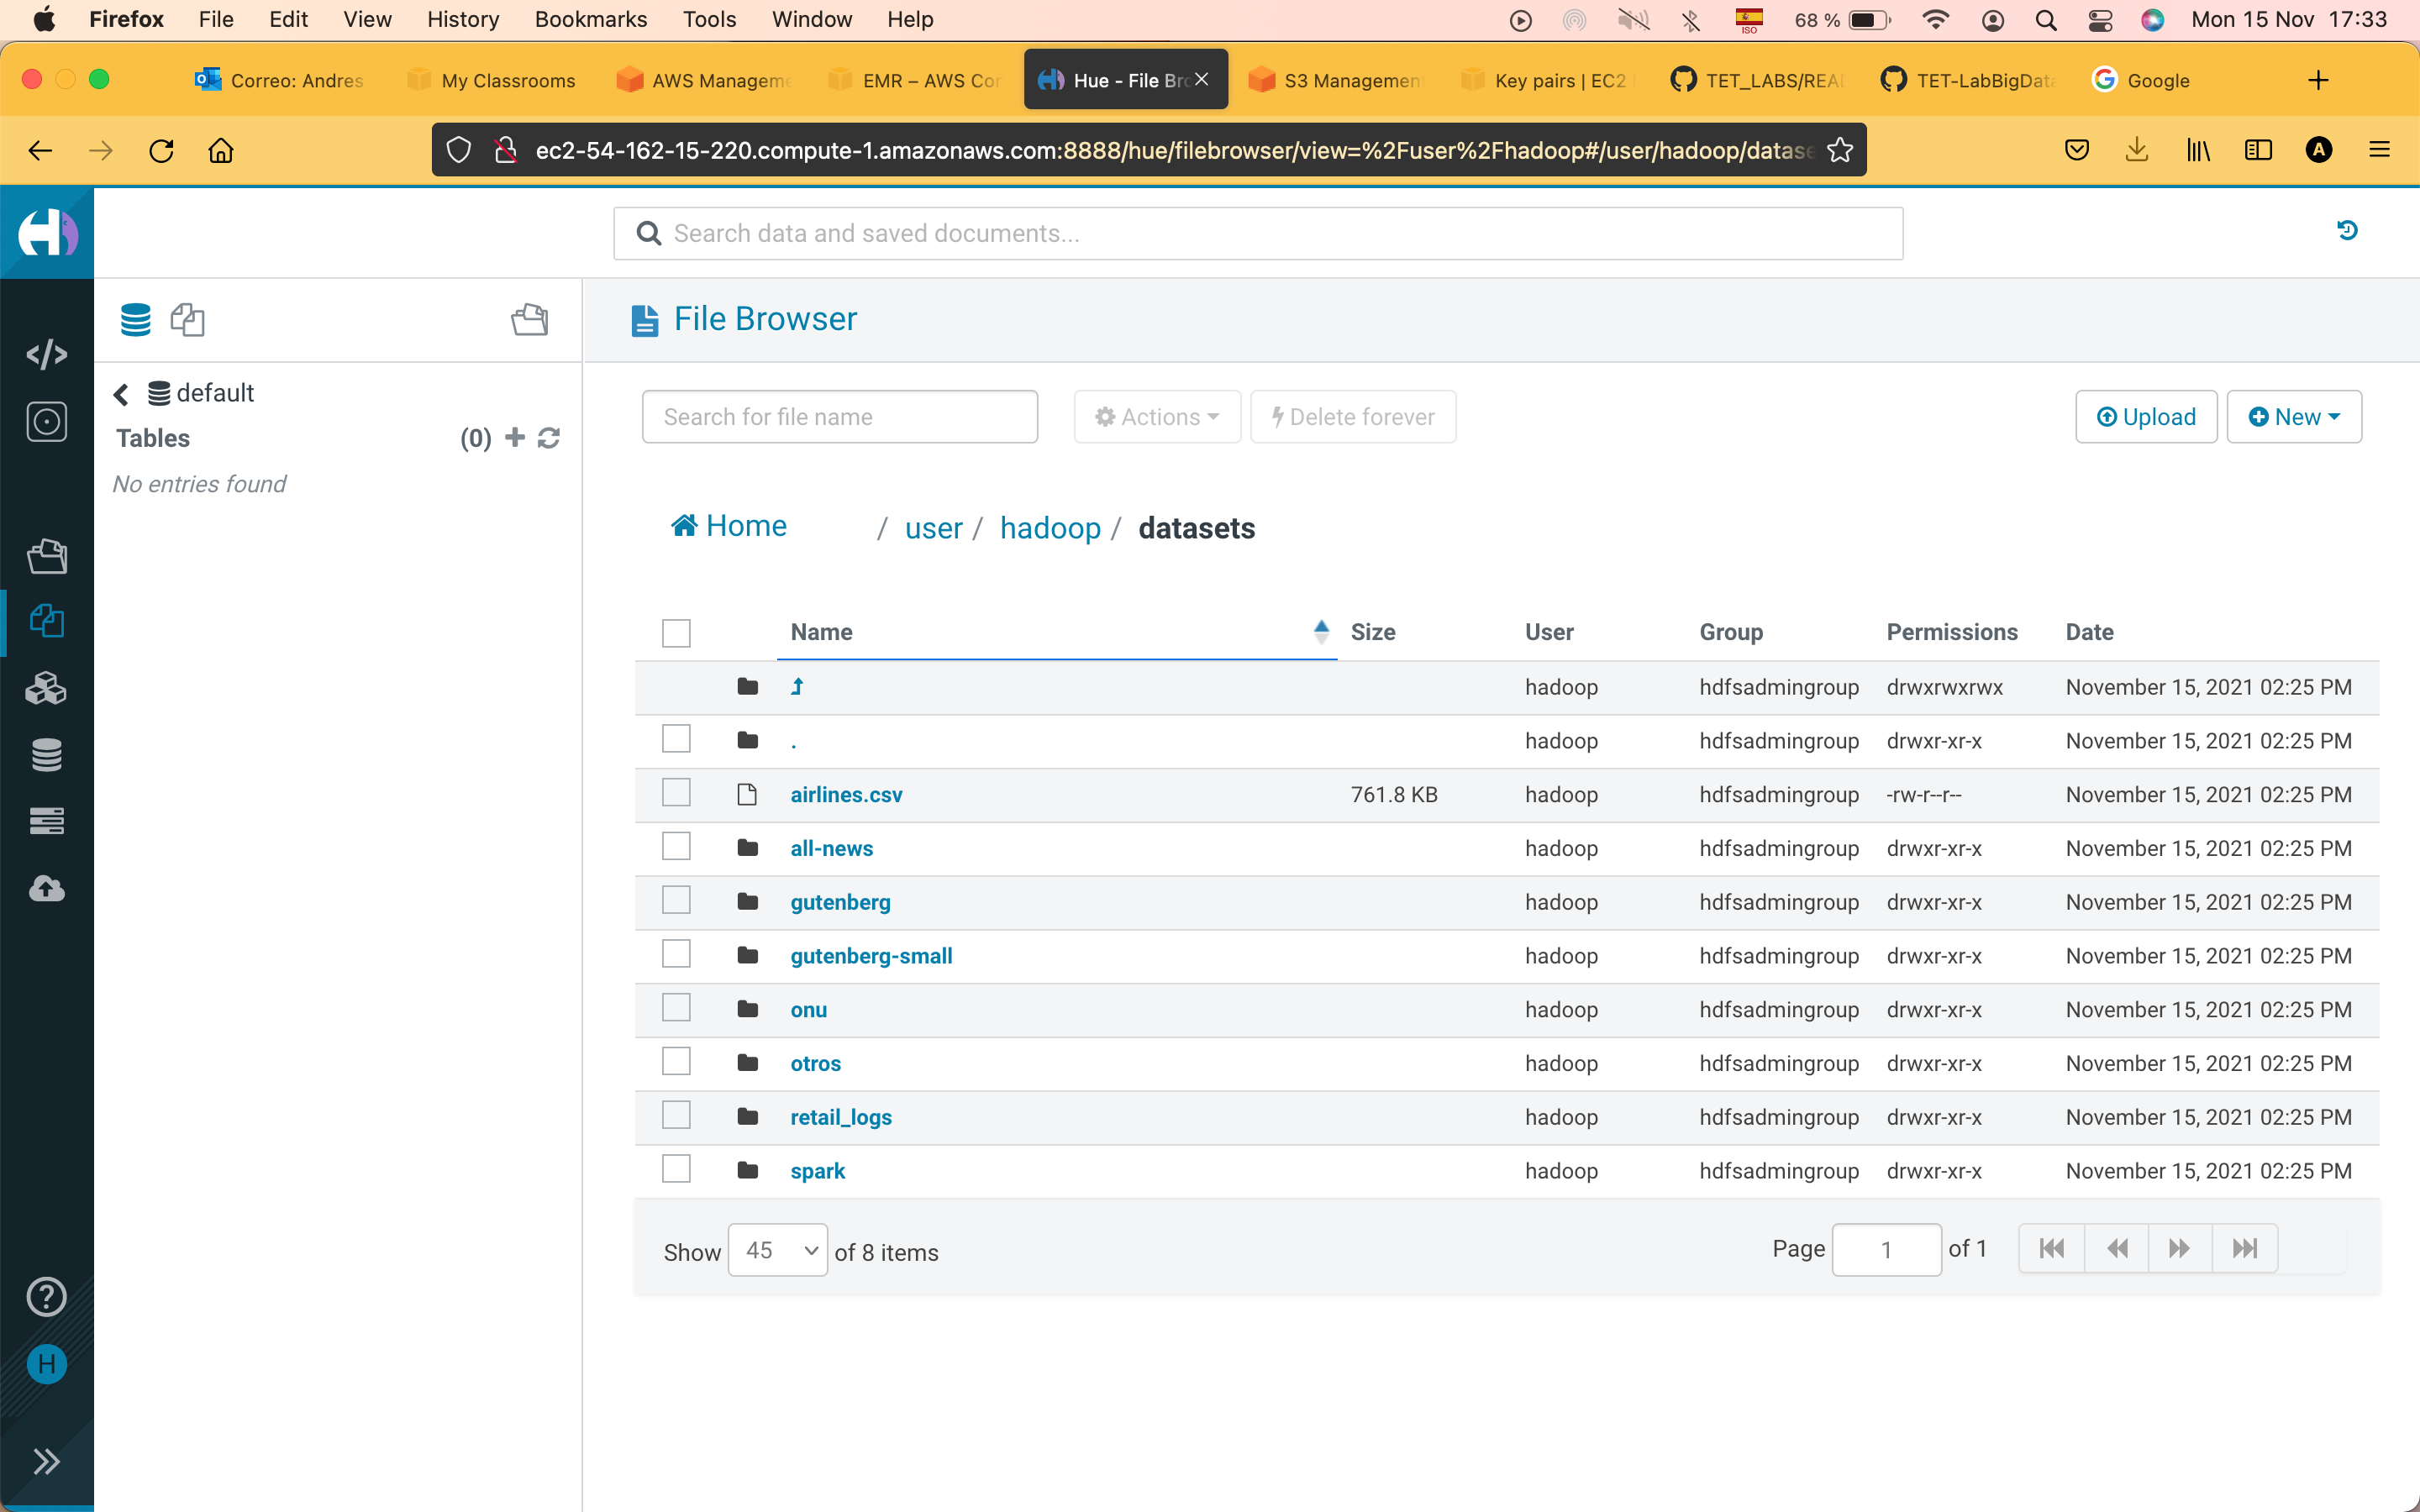 Firefox File Edit View History Bookmarks Tools Window Help ISO 68 % Mon 15 Nov 17:33
Correo: Andres My Classrooms AWS Manageme EMR – AWS Con Hue - File Bro S3 Management Key pairs | EC2 TET_LABS/READ TET-LabBigData Google
ec2-54-162-15-220.compute-1.amazonaws.com:8888/hue/filebrowser/view=%2Fuser%2Fhadoop#/user/hadoop/datase
A
Search data and saved documents...
File Browser
default
Tables (0)
No entries found
Search for file name Actions Delete forever Upload New
Home / user / hadoop / datasets
Name Size User Group Permissions Date
hadoop hdfsadmingroup drwxrwxrwx November 15, 2021 02:25 PM
. hadoop hdfsadmingroup drwxr-xr-x November 15, 2021 02:25 PM
airlines.csv 761.8 KB hadoop hdfsadmingroup -rw-r--r-- November 15, 2021 02:25 PM
all-news hadoop hdfsadmingroup drwxr-xr-x November 15, 2021 02:25 PM
gutenberg hadoop hdfsadmingroup drwxr-xr-x November 15, 2021 02:25 PM
gutenberg-small hadoop hdfsadmingroup drwxr-xr-x November 15, 2021 02:25 PM
onu hadoop hdfsadmingroup drwxr-xr-x November 15, 2021 02:25 PM
otros hadoop hdfsadmingroup drwxr-xr-x November 15, 2021 02:25 PM
retail_logs hadoop hdfsadmingroup drwxr-xr-x November 15, 2021 02:25 PM
spark hadoop hdfsadmingroup drwxr-xr-x November 15, 2021 02:25 PM
Show 45 of 8 items Page 1 of 1
H